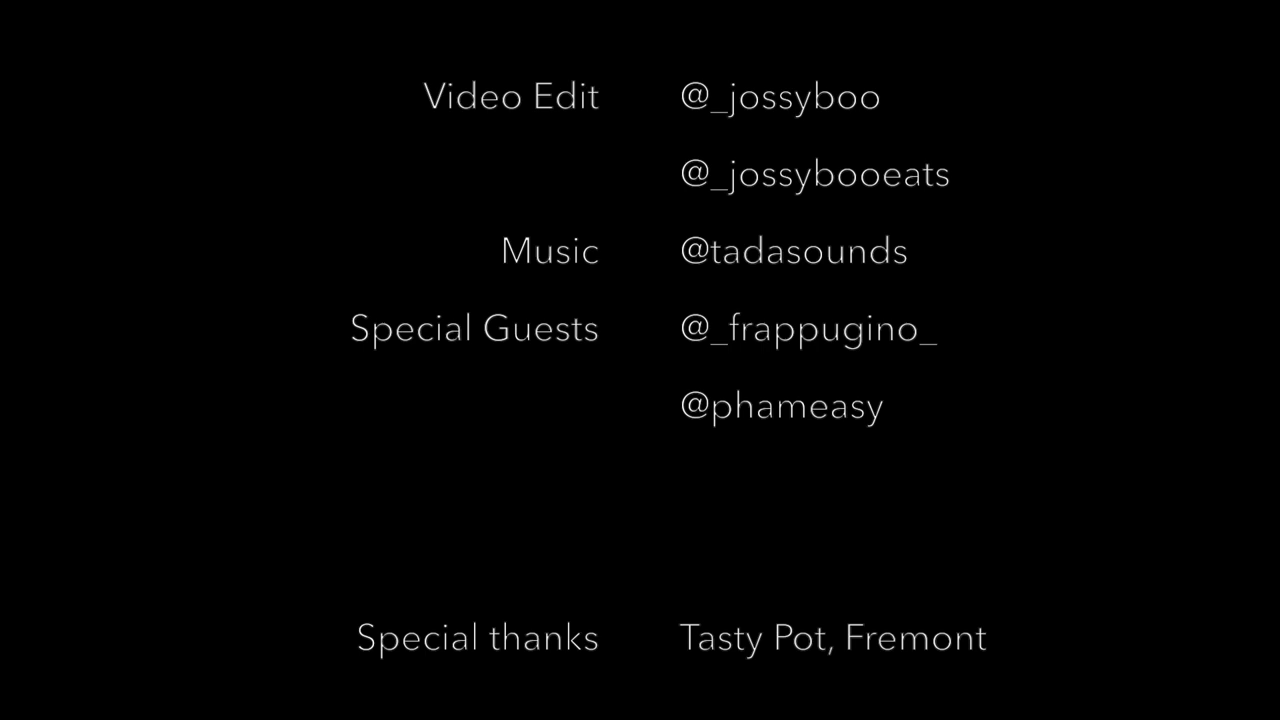 Video Edit @_jossyboo
@_jossybooeats
Music @tadasounds
Special Guests @_frappugino_
@phameasy
Special thanks Tasty Pot, Fremont